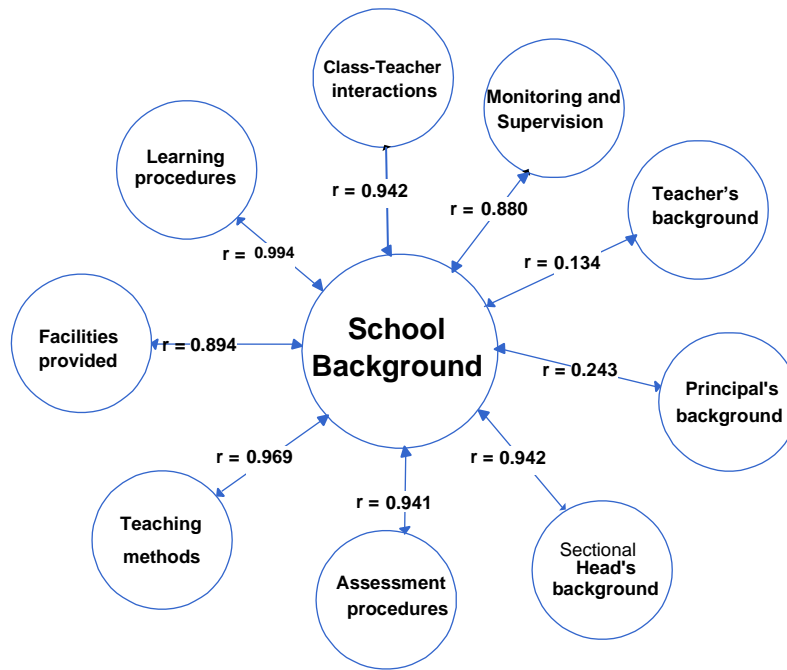 Class-Teacher
interactions
Monitoring and
Supervision
Learning
procedures
Teacher’s
background
r = 0.942
r = 0.880
r = 0.994
r = 0.134
Facilities
provided
r = 0.894
School
Background
r = 0.243
Principal's
background
r = 0.969
r = 0.942
r = 0.941
Teaching
methods
Sectional
Head's
background
Assessment
procedures